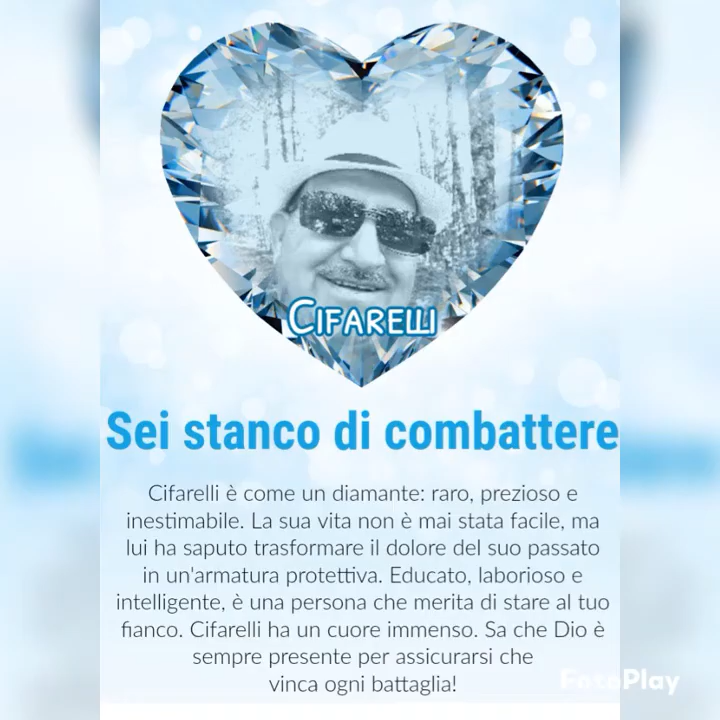 CIFARELLI
Sei stanco di combattere
Cifarelli è come un diamante: raro, prezioso e
inestimabile. La sua vita non è mai stata facile, ma
lui ha saputo trasformare il dolore del suo passato
in un'armatura protettiva. Educato, laborioso e
intelligente, è una persona che merita di stare al tuo
fianco. Cifarelli ha un cuore immenso. Sa che Dio è
sempre presente per assicurarsi che
vinca ogni battaglia!
FotoPlay